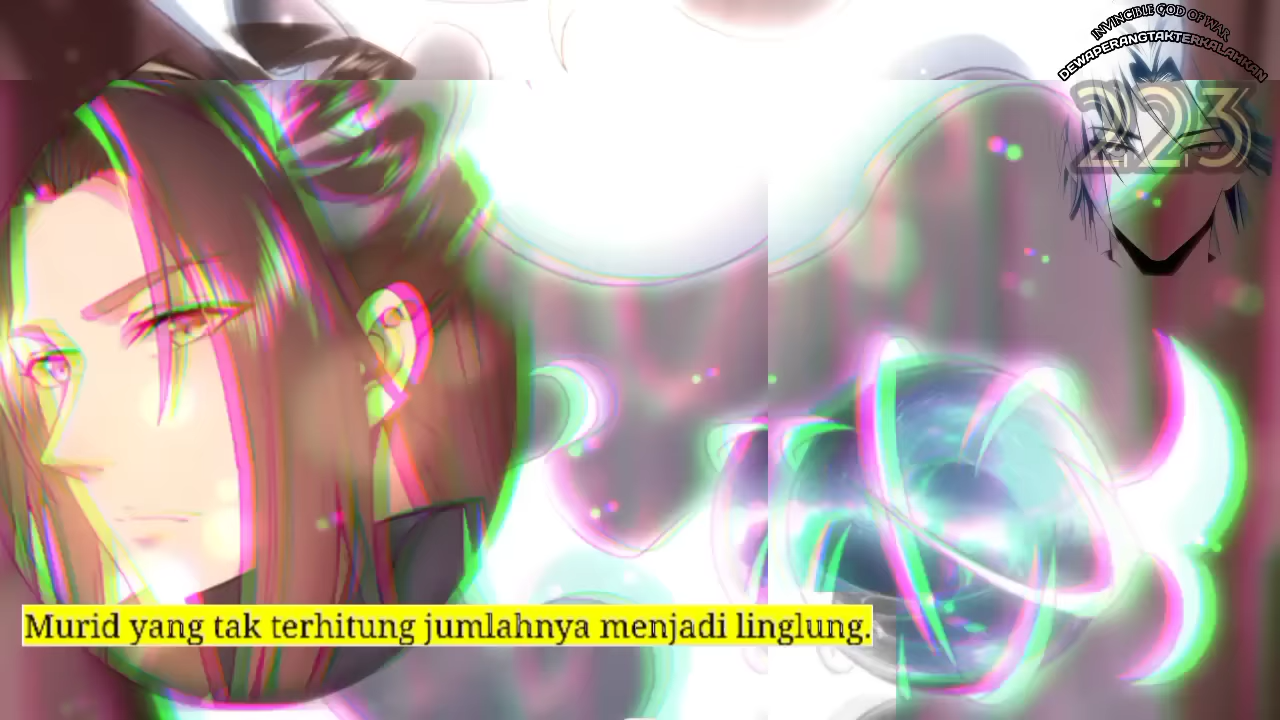 INVINCIBLE GOD OF WAR
DEWAPERANGTAKTERKALAHKAN
223
Murid yang tak terhitung jumlahnya menjadi linglung.